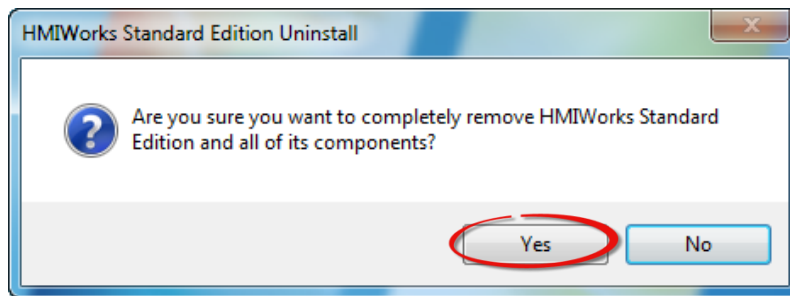 HMIWorks Standard Edition Uninstall
Are you sure you want to completely remove HMIWorks Standard
Edition and all of its components?
Yes No